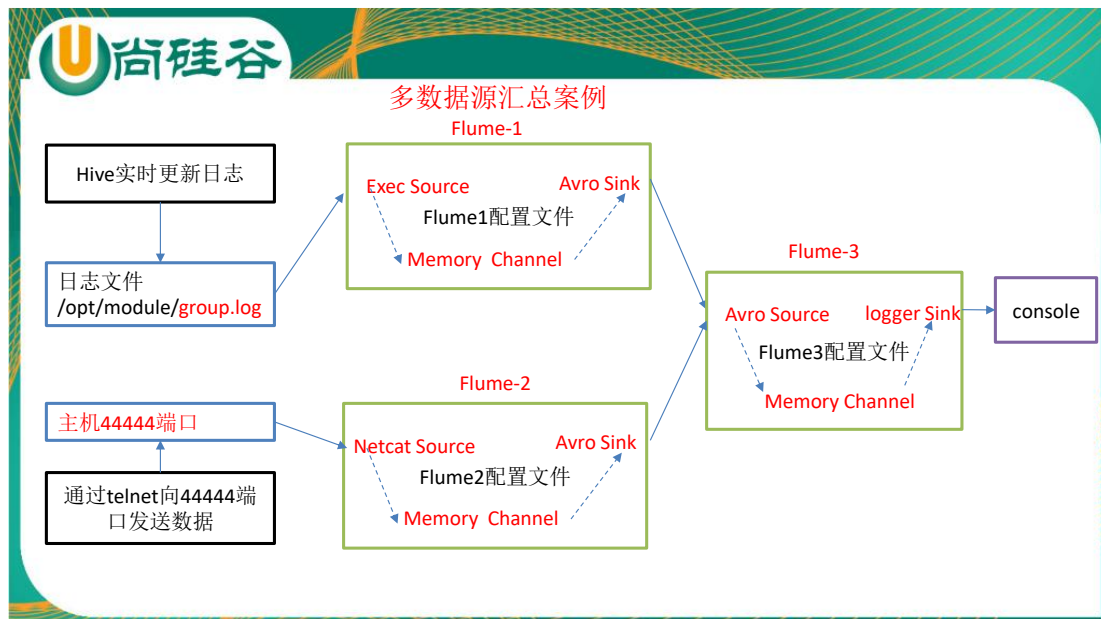 尚硅谷
多数据源汇总案例
Flume-1
Hive实时更新日志
Exec Source
Avro Sink
Flume1配置文件
Memory Channel
日志文件
/opt/module/group.log
Flume-3
Avro Source
logger Sink
console
Flume3配置文件
Memory Channel
Flume-2
主机44444端口
Netcat Source
Avro Sink
Flume2配置文件
Memory Channel
通过telnet向44444端
口发送数据